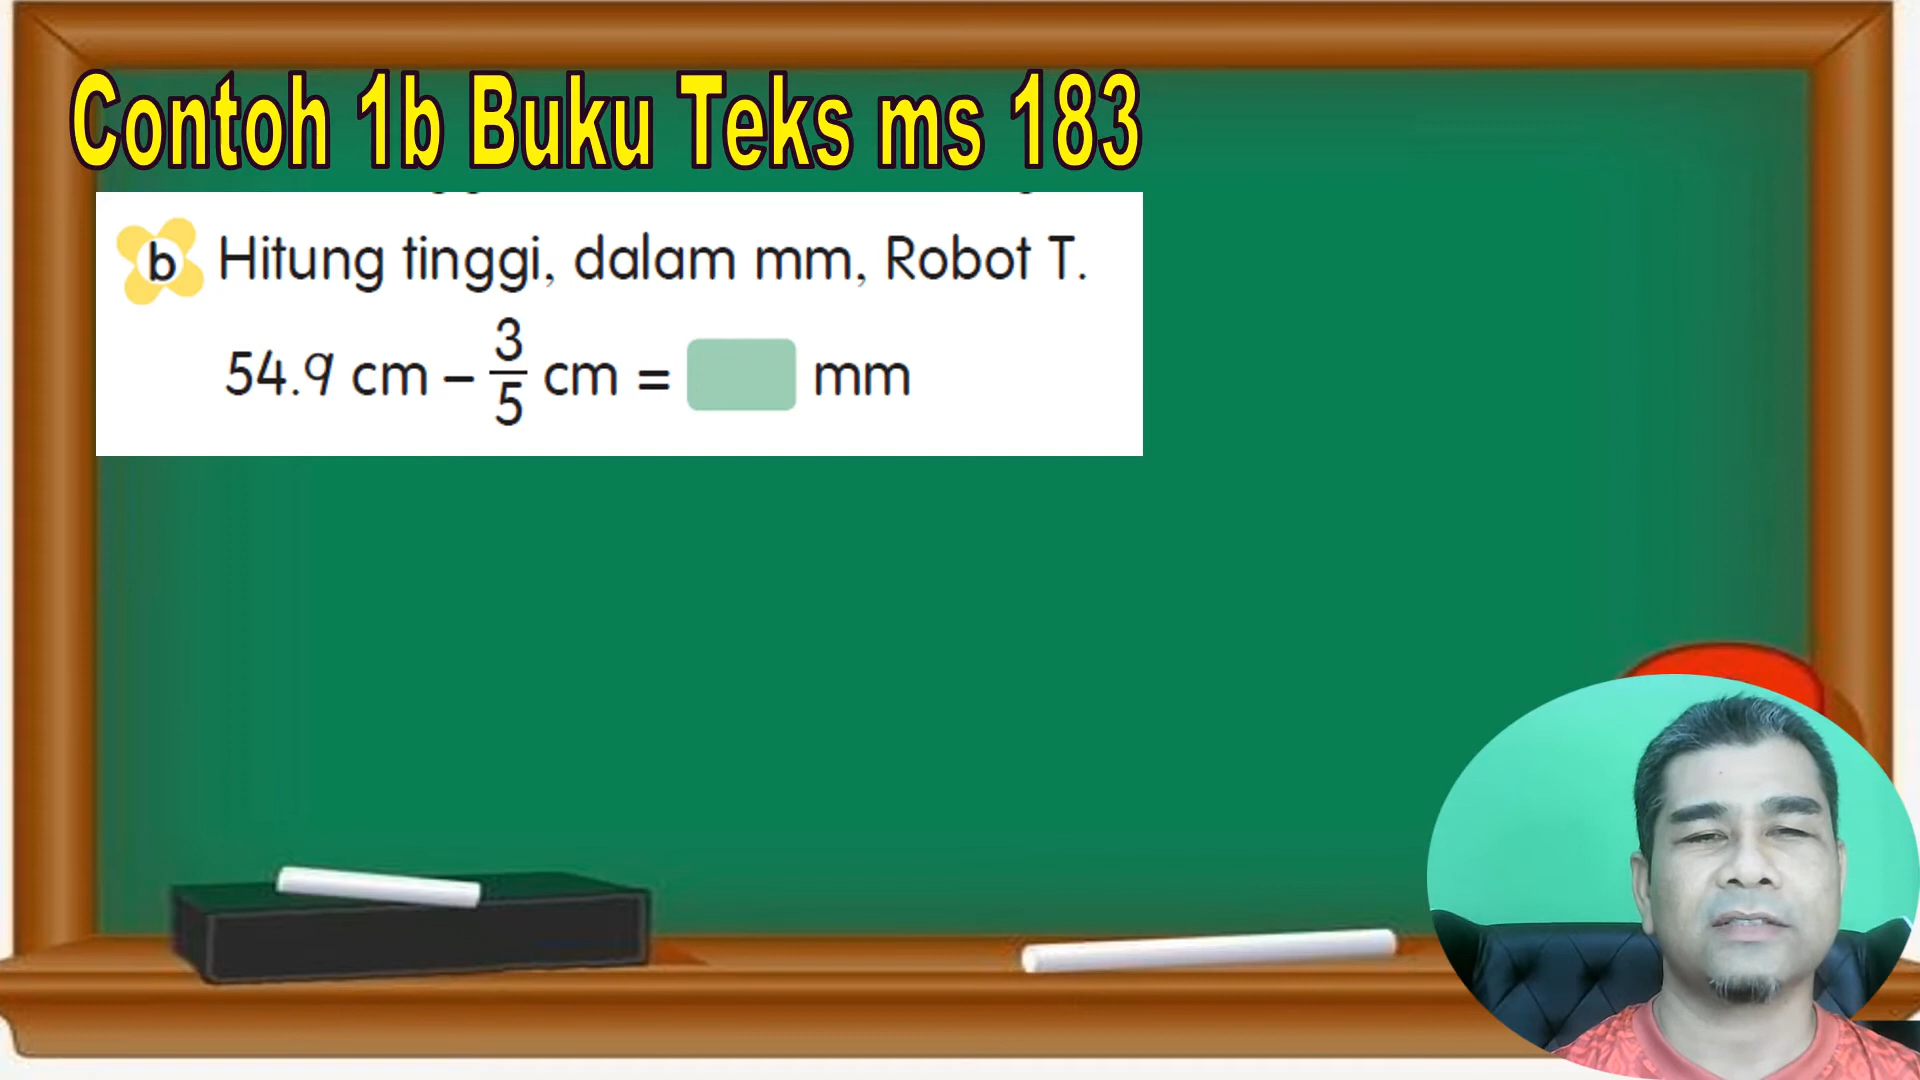 Contoh 1b Buku Teks ms 183
b Hitung tinggi, dalam mm, Robot T.
54.9 cm – 3/5 cm = mm